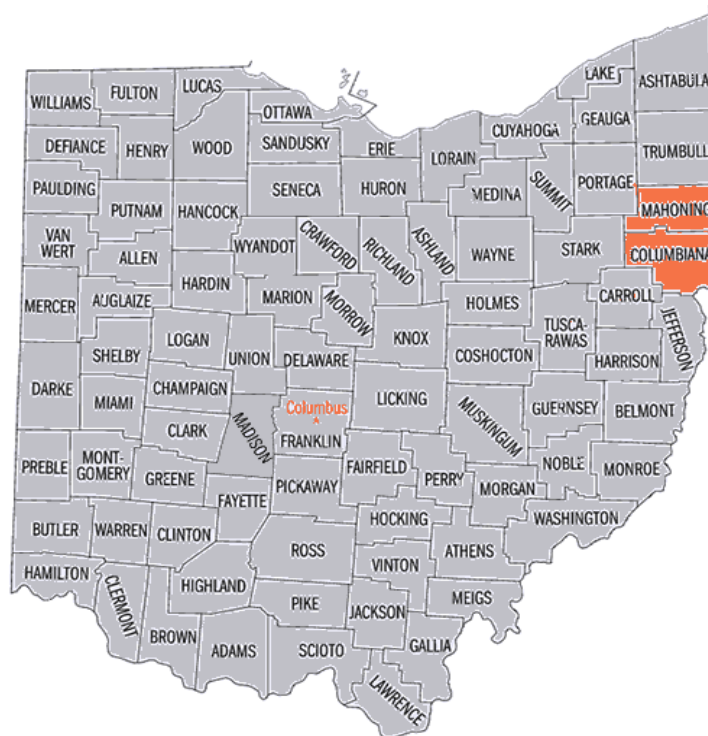 LAKE
ASHTABULA
LUCAS
FULTON
WILLIAMS
OTTAWA
GEAUGA
CUYAHOGA
DEFIANCE
HENRY
WOOD
SANDUSKY
ERIE
LORAIN
TRUMBULL
PAULDING
SENECA
HURON
MEDINA
SUMMIT
PORTAGE
PUTNAM
HANCOCK
MAHONING
VAN
WERT
ALLEN
WYANDOT
CRAWFORD
RICHLAND
ASHLAND
WAYNE
STARK
COLUMBIANA
MERCER
AUGLAIZE
HARDIN
MARION
MORROW
HOLMES
CARROLL
JEFFERSON
LOGAN
UNION
KNOX
TUSCA-
RAWAS
SHELBY
DELAWARE
COSHOCTON
HARRISON
DARKE
MIAMI
CHAMPAIGN
LICKING
Columbus
MUSKINGUM
GUERNSEY
BELMONT
CLARK
MADISON
FRANKLIN
PREBLE
MONT-
GOMERY
GREENE
FAYETTE
PICKAWAY
FAIRFIELD
PERRY
MORGAN
NOBLE
MONROE
BUTLER
WARREN
CLINTON
HOCKING
WASHINGTON
ROSS
ATHENS
HAMILTON
CLERMONT
HIGHLAND
VINTON
PIKE
JACKSON
MEIGS
BROWN
ADAMS
SCIOTO
GALLIA
LAWRENCE